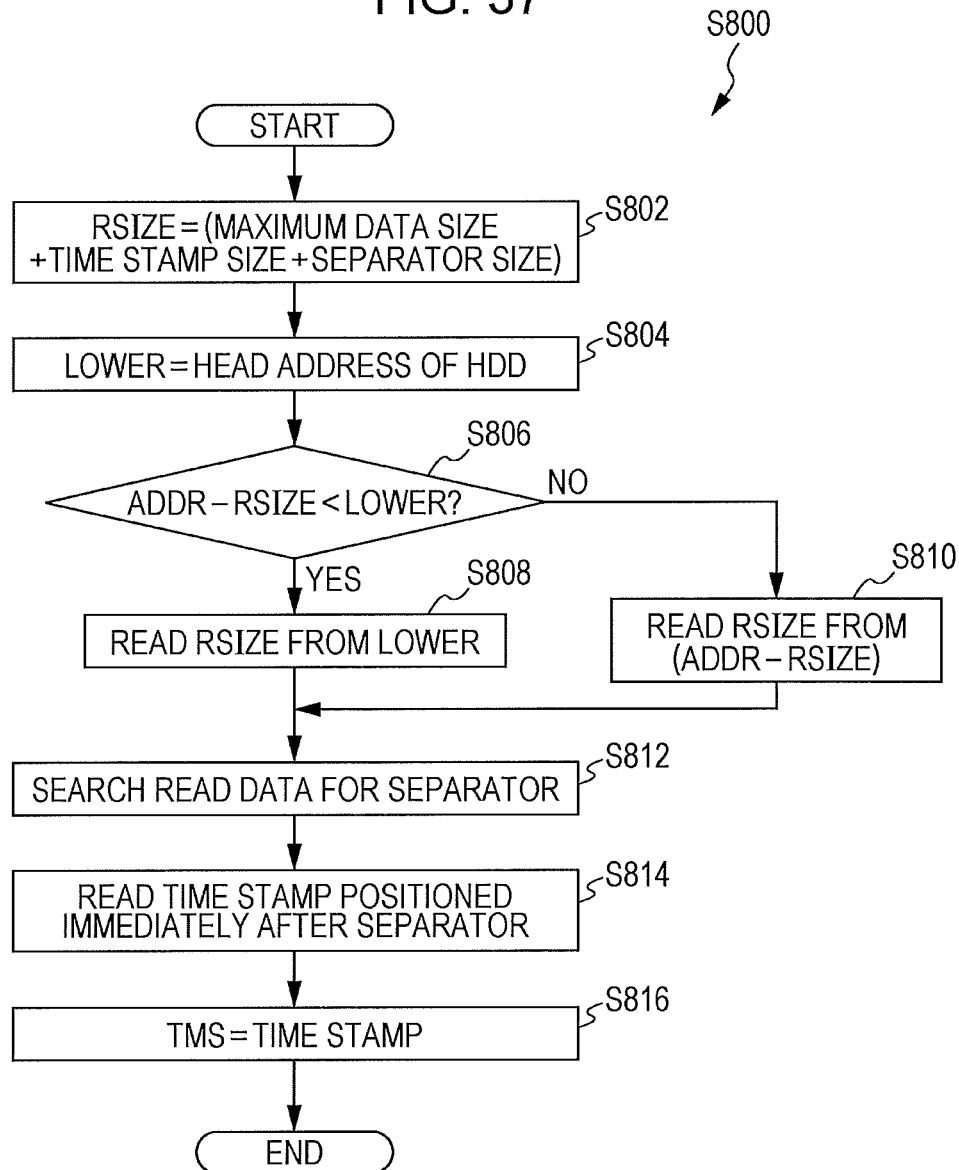 FIG. 37
S800
START
S802
RSIZE=(MAXIMUM DATA SIZE
+TIME STAMP SIZE+SEPARATOR SIZE)
S804
LOWER=HEAD ADDRESS OF HDD
S806
ADDR–RSIZE<LOWER?
NO
YES
S808
READ RSIZE FROM LOWER
S810
READ RSIZE FROM
(ADDR–RSIZE)
S812
SEARCH READ DATA FOR SEPARATOR
S814
READ TIME STAMP POSITIONED
IMMEDIATELY AFTER SEPARATOR
S816
TMS=TIME STAMP
END